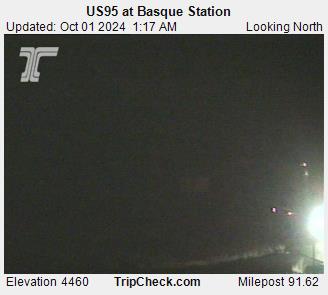 US95 at Basque Station
Updated: Oct 01 2024 1:17 AM Looking North
Elevation 4460 TripCheck.com Milepost 91.62